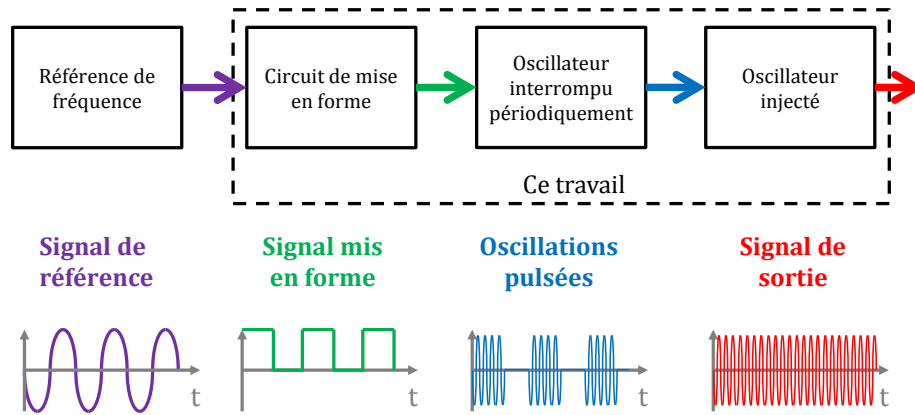 Référence de
fréquence
Circuit de mise
en forme
Oscillateur
interrompu
périodiquement
Oscillateur
injecté
Ce travail
Signal de
référence
Signal mis
en forme
Oscillations
pulsées
Signal de
sortie
t
t
t
t